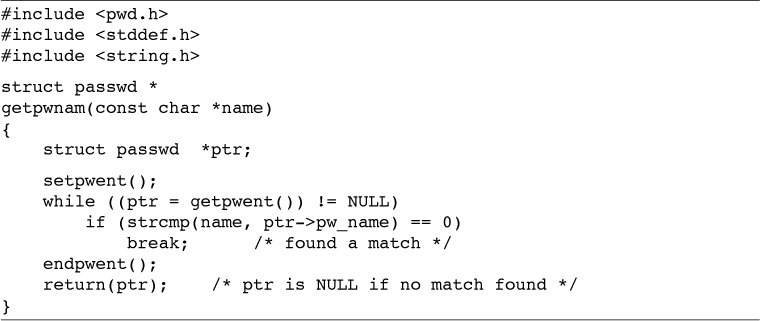 #include <pwd.h>
#include <stddef.h>
#include <string.h>
struct passwd *
getpwnam(const char *name)
{
    struct passwd  *ptr;
    setpwent();
    while ((ptr = getpwent()) != NULL)
        if (strcmp(name, ptr->pw_name) == 0)
            break;      /* found a match */
    endpwent();
    return(ptr);    /* ptr is NULL if no match found */
}